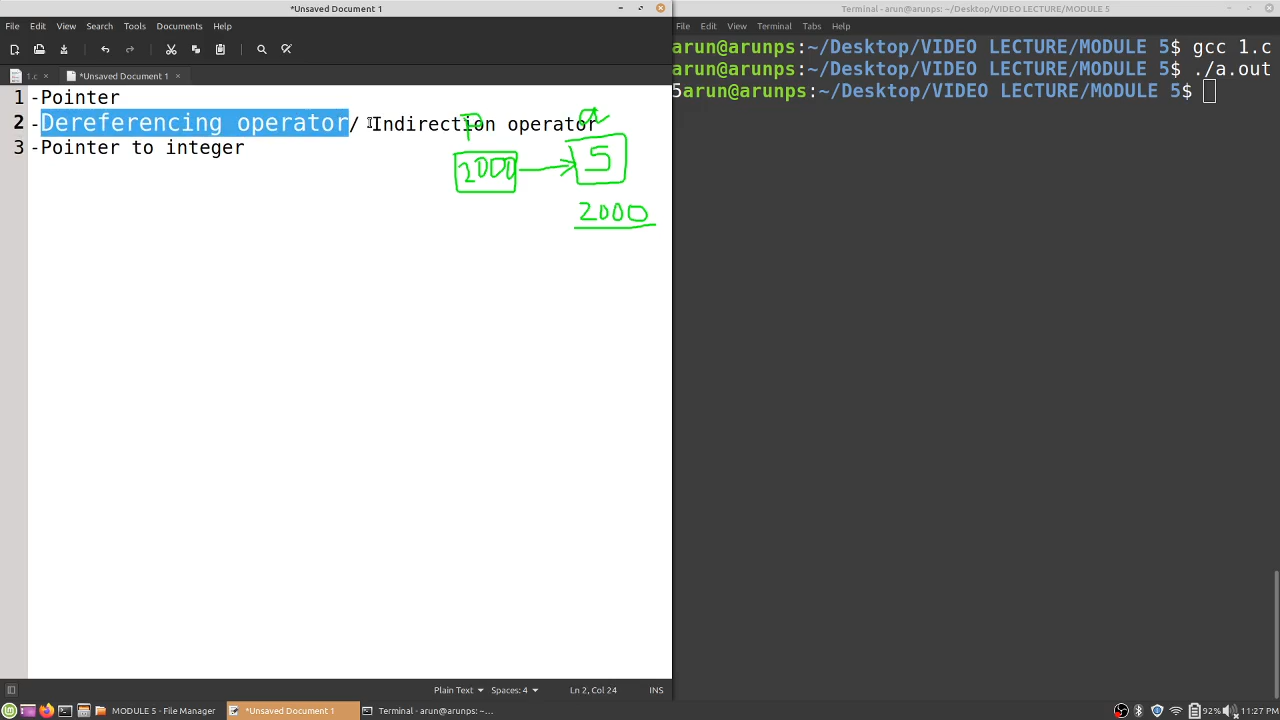 *Unsaved Document 1
File Edit View Search Tools Documents Help
1.c × *Unsaved Document 1 ×
1 -Pointer
2 -Dereferencing operator/ Indirection operator
3 -Pointer to integer
p a
2000 5
2000
Plain Text Spaces: 4 Ln 2, Col 24 INS
Terminal - arun@arunps: ~/Desktop/VIDEO LECTURE/MODULE 5
File Edit View Terminal Tabs Help
arun@arunps:~/Desktop/VIDEO LECTURE/MODULE 5$ gcc 1.c
arun@arunps:~/Desktop/VIDEO LECTURE/MODULE 5$ ./a.out
5arun@arunps:~/Desktop/VIDEO LECTURE/MODULE 5$
MODULE 5 - File Manager *Unsaved Document 1 Terminal - arun@arunps: ~... 92% 11:27 PM